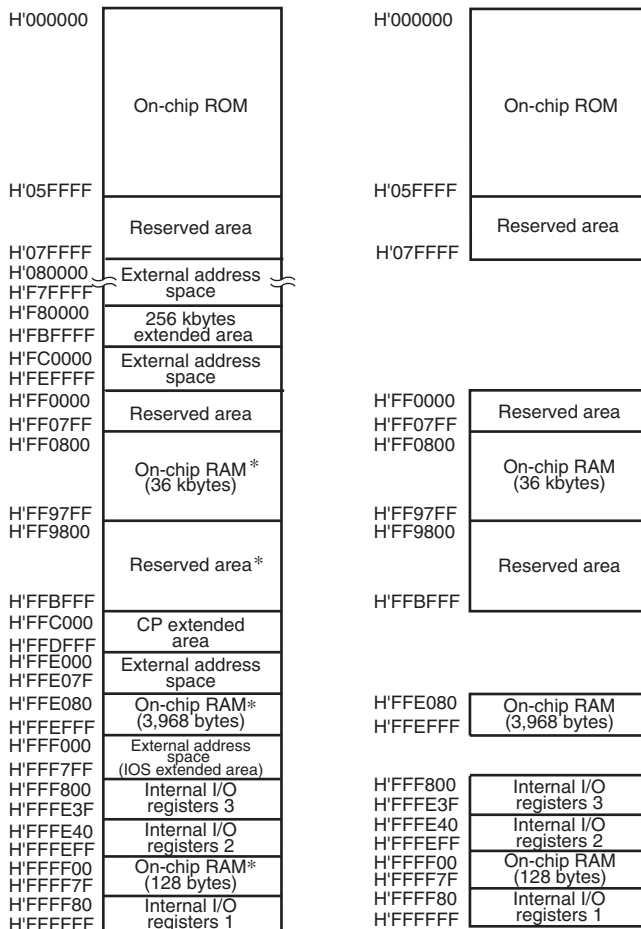 H'000000
On-chip ROM
H'05FFFF
Reserved area
H'07FFFF
H'080000
External address
space
H'F7FFFF
H'F80000
256 kbytes
extended area
H'FBFFFF
H'FC0000
External address
space
H'FEFFFF
H'FF0000
Reserved area
H'FF07FF
H'FF0800
On-chip RAM*
(36 kbytes)
H'FF97FF
H'FF9800
Reserved area*
H'FFBFFF
H'FFC000
CP extended
area
H'FFDFFF
H'FFE000
External address
space
H'FFE07F
H'FFE080
On-chip RAM*
(3,968 bytes)
H'FFEFFF
H'FFF000
External address
space
(IOS extended area)
H'FFF7FF
H'FFF800
Internal I/O
registers 3
H'FFFE3F
H'FFFE40
Internal I/O
registers 2
H'FFFEFF
H'FFFF00
On-chip RAM*
(128 bytes)
H'FFFF7F
H'FFFF80
Internal I/O
registers 1
H'FFFFFF
H'000000
On-chip ROM
H'05FFFF
Reserved area
H'07FFFF
H'FF0000
Reserved area
H'FF07FF
H'FF0800
On-chip RAM
(36 kbytes)
H'FF97FF
H'FF9800
Reserved area
H'FFBFFF
H'FFE080
On-chip RAM
(3,968 bytes)
H'FFEFFF
H'FFF800
Internal I/O
registers 3
H'FFFE3F
H'FFFE40
Internal I/O
registers 2
H'FFFEFF
H'FFFF00
On-chip RAM
(128 bytes)
H'FFFF7F
H'FFFF80
Internal I/O
registers 1
H'FFFFFF